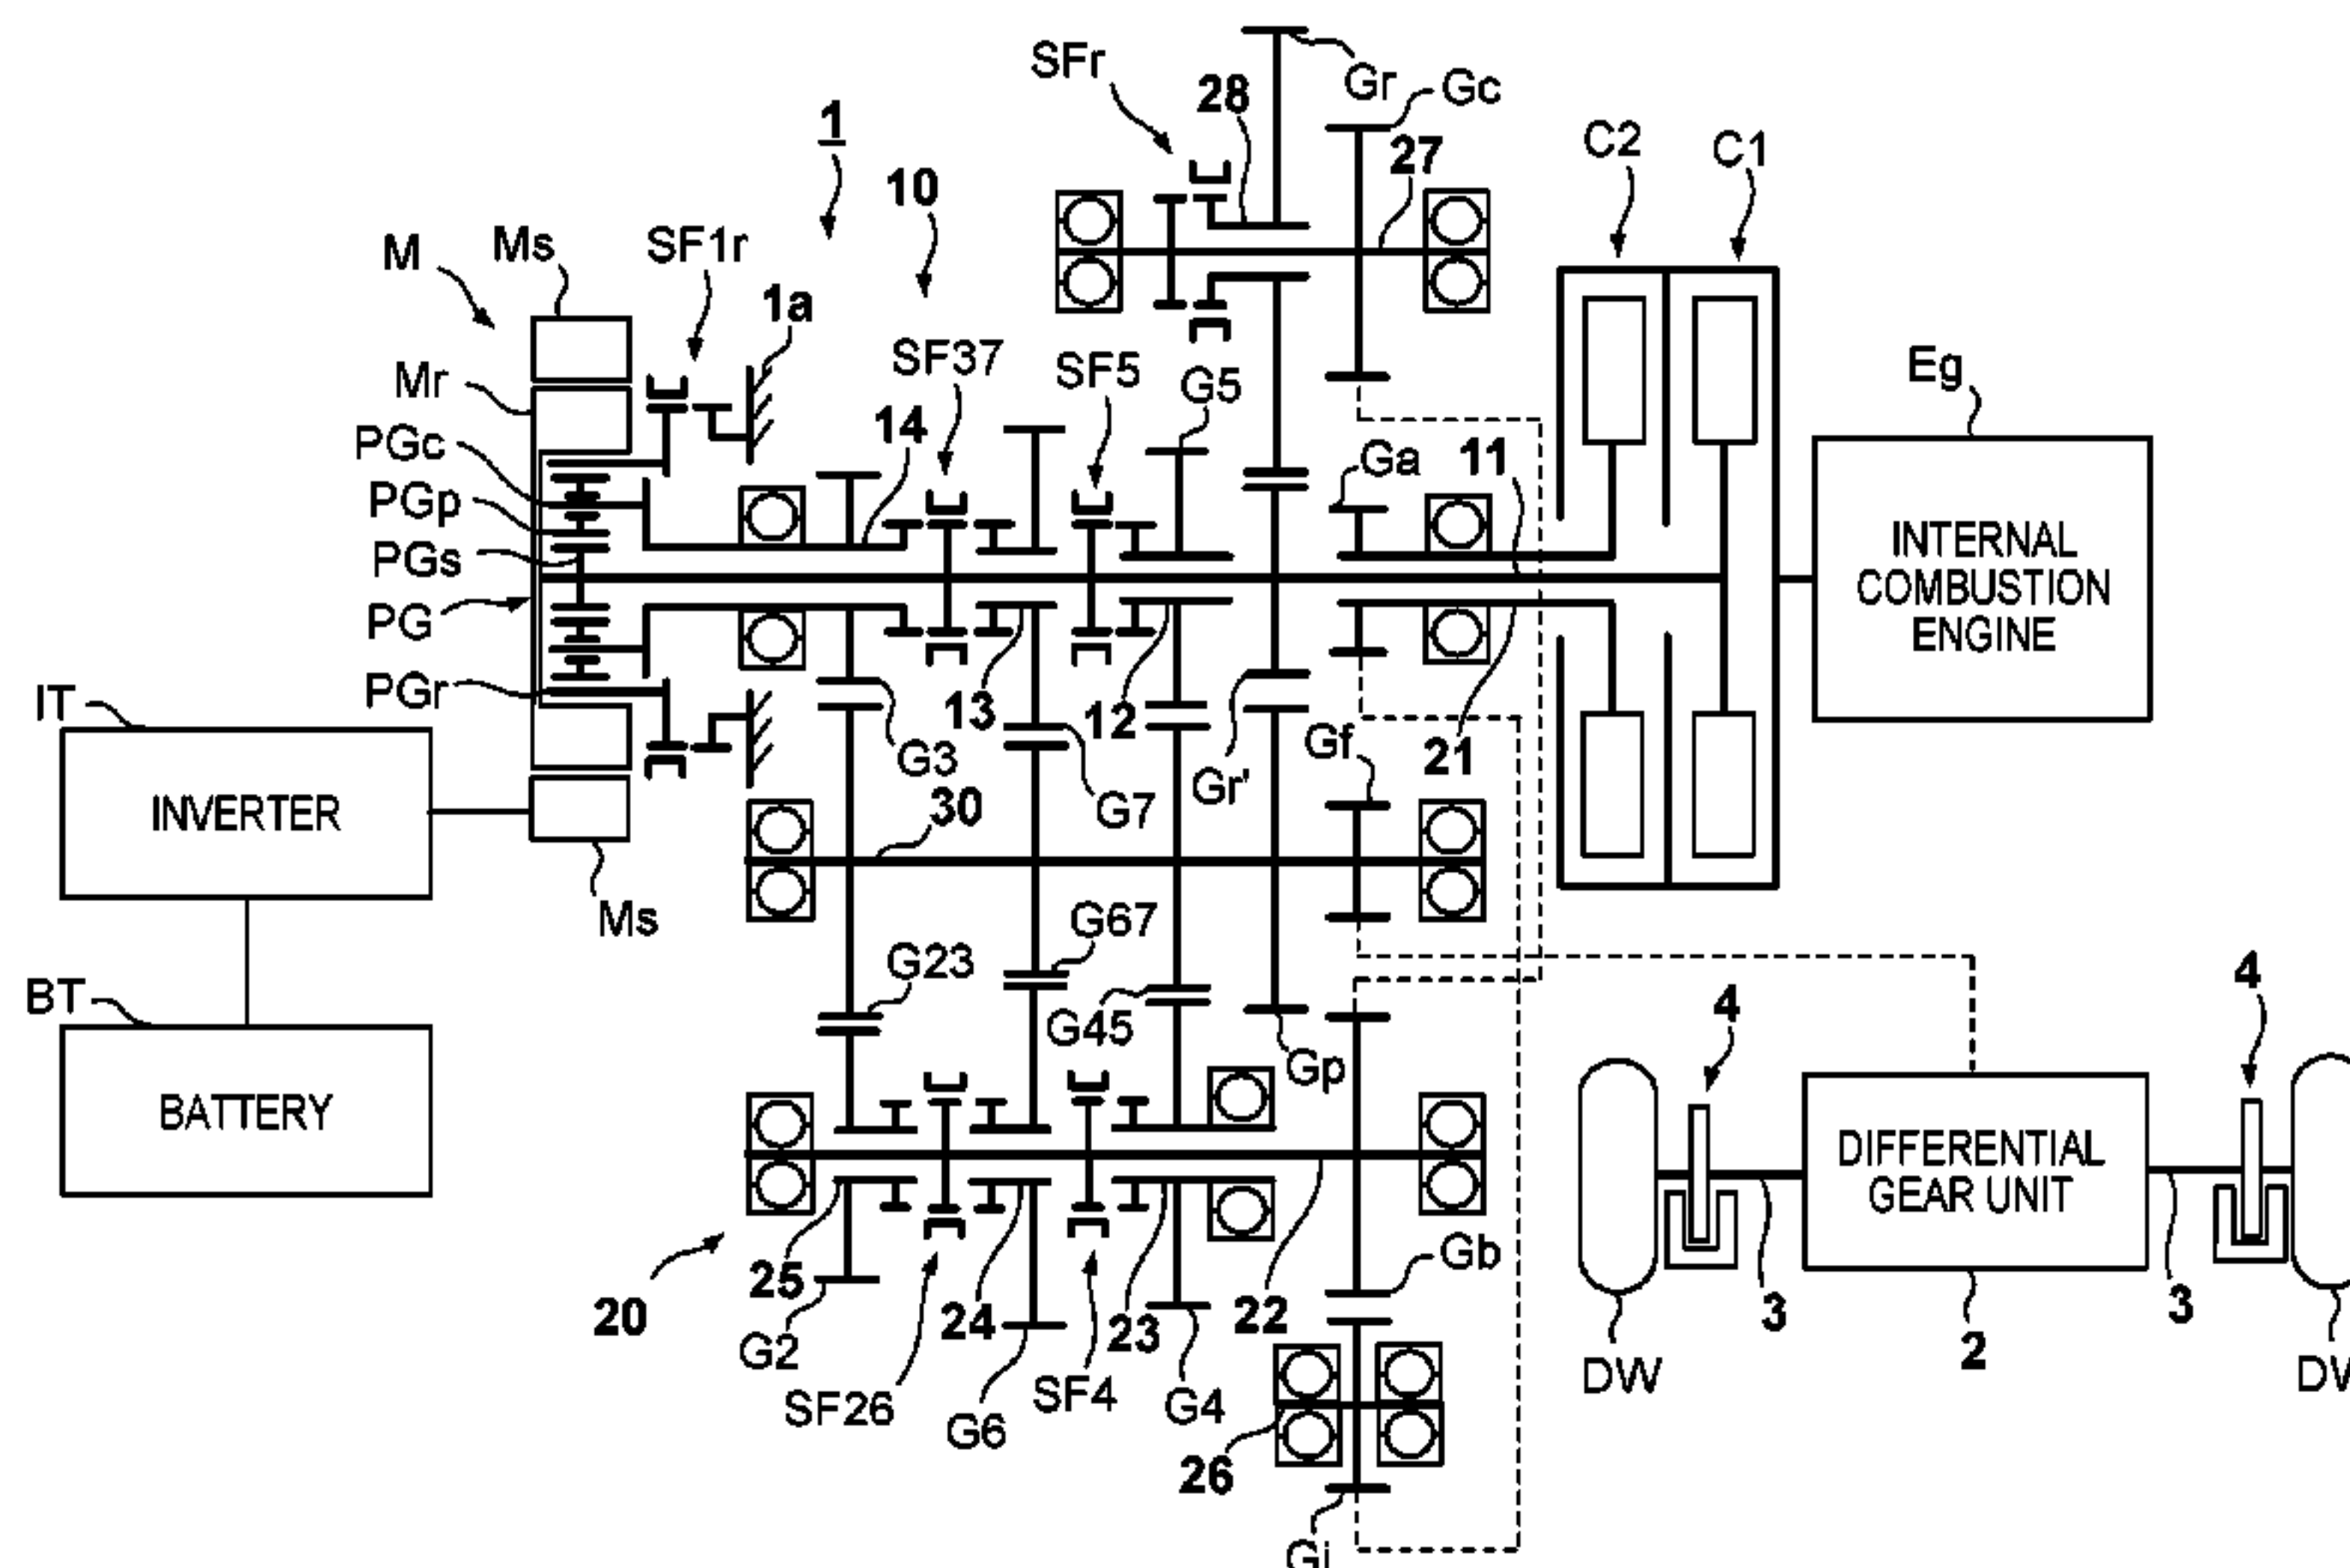 SFr
Gr
28
Gc
27
C2
C1
1
10
M
Ms
SF1r
1a
Mr
SF37
SF5
G5
Eg
14
Ga
11
PGc
PGp
PGs
PG
PGr
INTERNAL
COMBUSTION
ENGINE
IT
13
12
G3
G7
Gr'
Gf
21
INVERTER
30
Ms
G67
G23
G45
BT
Gp
4
4
BATTERY
DIFFERENTIAL
GEAR UNIT
20
25
24
23
22
Gb
3
3
2
G2
SF26
G6
SF4
G4
26
DW
Gi